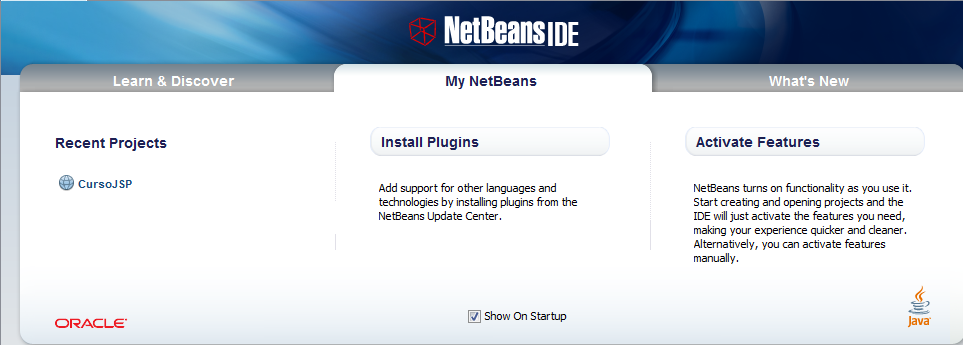 NetBeans IDE
Learn & Discover
My NetBeans
What's New
Recent Projects
CursoJSP
Install Plugins
Add support for other languages and
technologies by installing plugins from the
NetBeans Update Center.
Activate Features
NetBeans turns on functionality as you use it.
Start creating and opening projects and the
IDE will just activate the features you need,
making your experience quicker and cleaner.
Alternatively, you can activate features
manually.
ORACLE
Show On Startup
Java